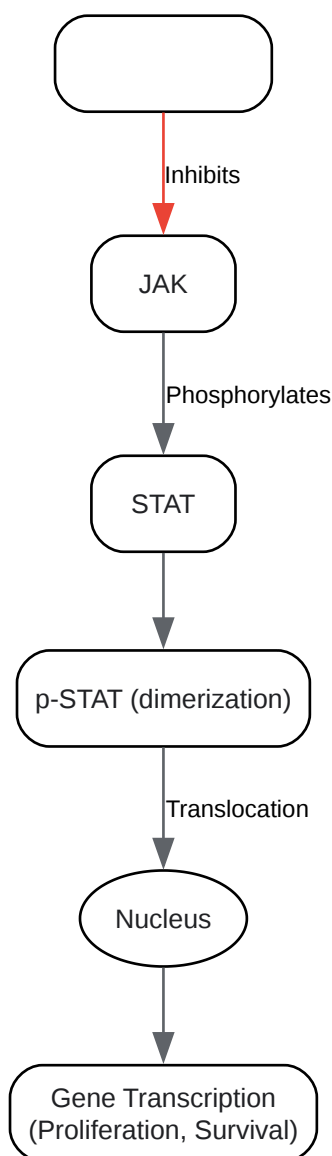 Inhibits
JAK
Phosphorylates
STAT
p-STAT (dimerization)
Translocation
Nucleus
Gene Transcription
(Proliferation, Survival)